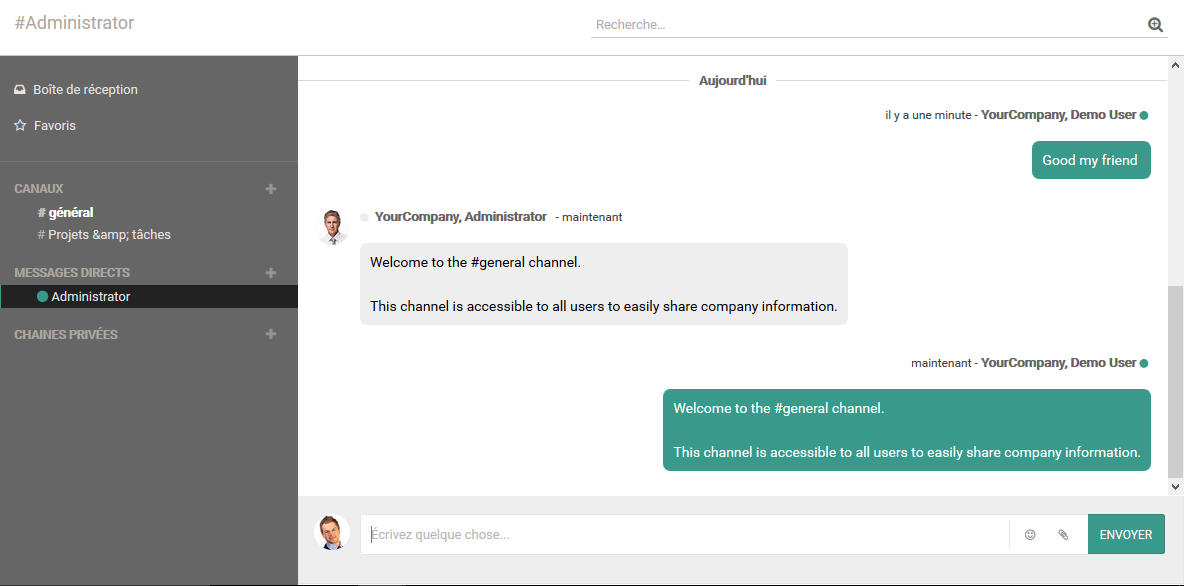 #Administrator
Recherche...
Boîte de réception
Favoris
CANAUX
# général
# Projets &amp; tâches
MESSAGES DIRECTS
Administrator
CHAINES PRIVÉES
Aujourd'hui
il y a une minute - YourCompany, Demo User
Good my friend
YourCompany, Administrator - maintenant
Welcome to the #general channel.
This channel is accessible to all users to easily share company information.
maintenant - YourCompany, Demo User
Welcome to the #general channel.
This channel is accessible to all users to easily share company information.
Écrivez quelque chose...
ENVOYER